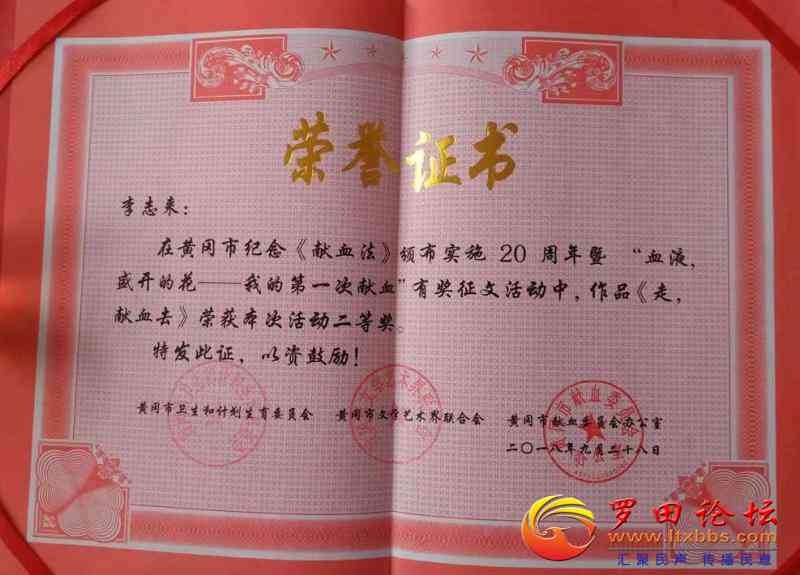 荣誉证书
李志来：
在黄冈市纪念《献血法》颁布实施 20 周年暨 “血液，
盛开的花——我的第一次献血”有奖征文活动中，作品《走，
献血去》荣获本次活动二等奖。
特发此证，以资鼓励！
黄冈市卫生和计划生育委员会 黄冈市文学艺术界联合会 黄冈市献血委员会办公室
二〇一八年九月二十八日
罗田论坛
www.ltxbbs.com
汇聚民声 传播民意